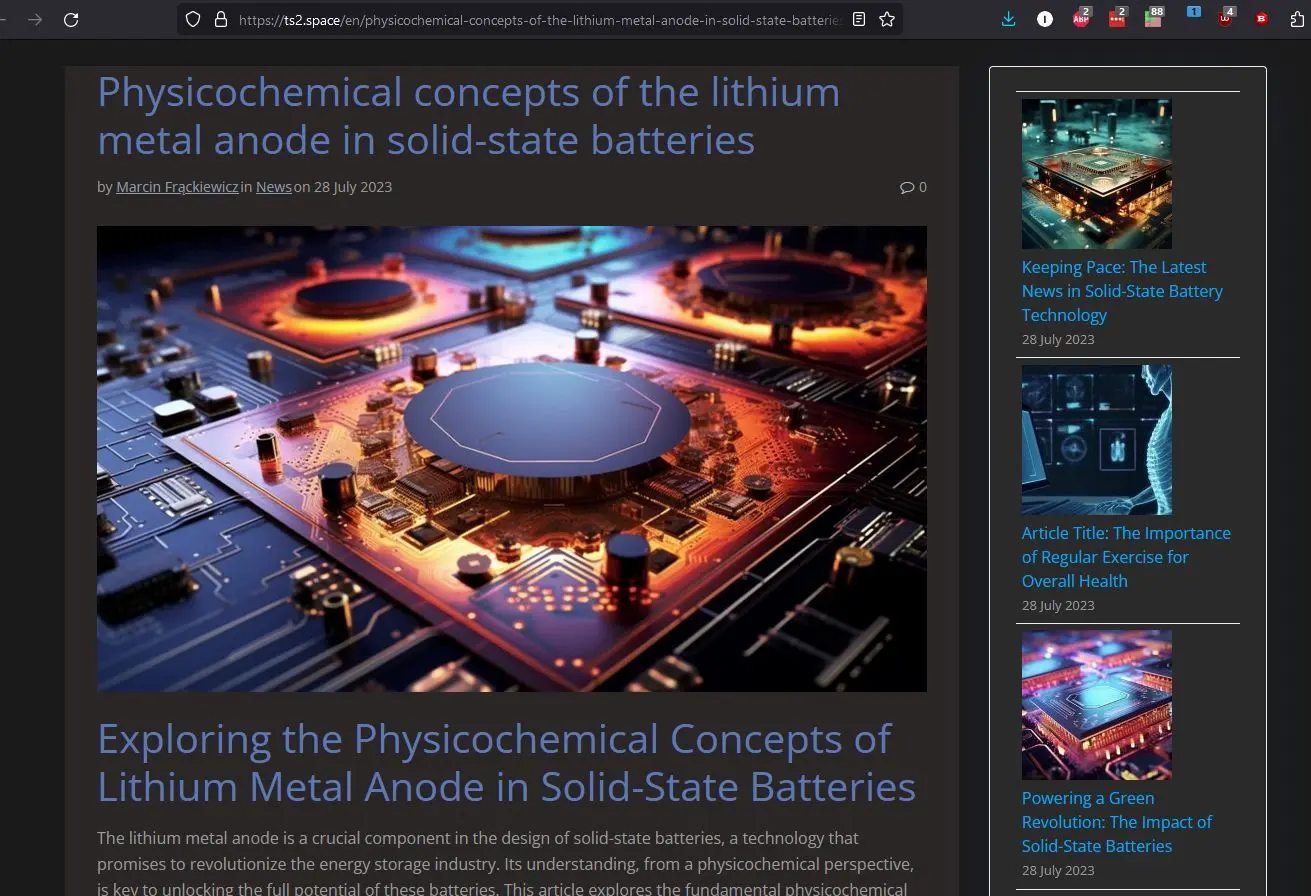 https://ts2.space/en/physicochemical-concepts-of-the-lithium-metal-anode-in-solid-state-batterie
2
2
88
1
4
Physicochemical concepts of the lithium
metal anode in solid-state batteries
by Marcin Frąckiewicz in News on 28 July 2023
0
Exploring the Physicochemical Concepts of
Lithium Metal Anode in Solid-State Batteries
The lithium metal anode is a crucial component in the design of solid-state batteries, a technology that
promises to revolutionize the energy storage industry. Its understanding, from a physicochemical perspective,
is key to unlocking the full potential of these batteries. This article explores the fundamental physicochemical
Keeping Pace: The Latest
News in Solid-State Battery
Technology
28 July 2023
Article Title: The Importance
of Regular Exercise for
Overall Health
28 July 2023
Powering a Green
Revolution: The Impact of
Solid-State Batteries
28 July 2023